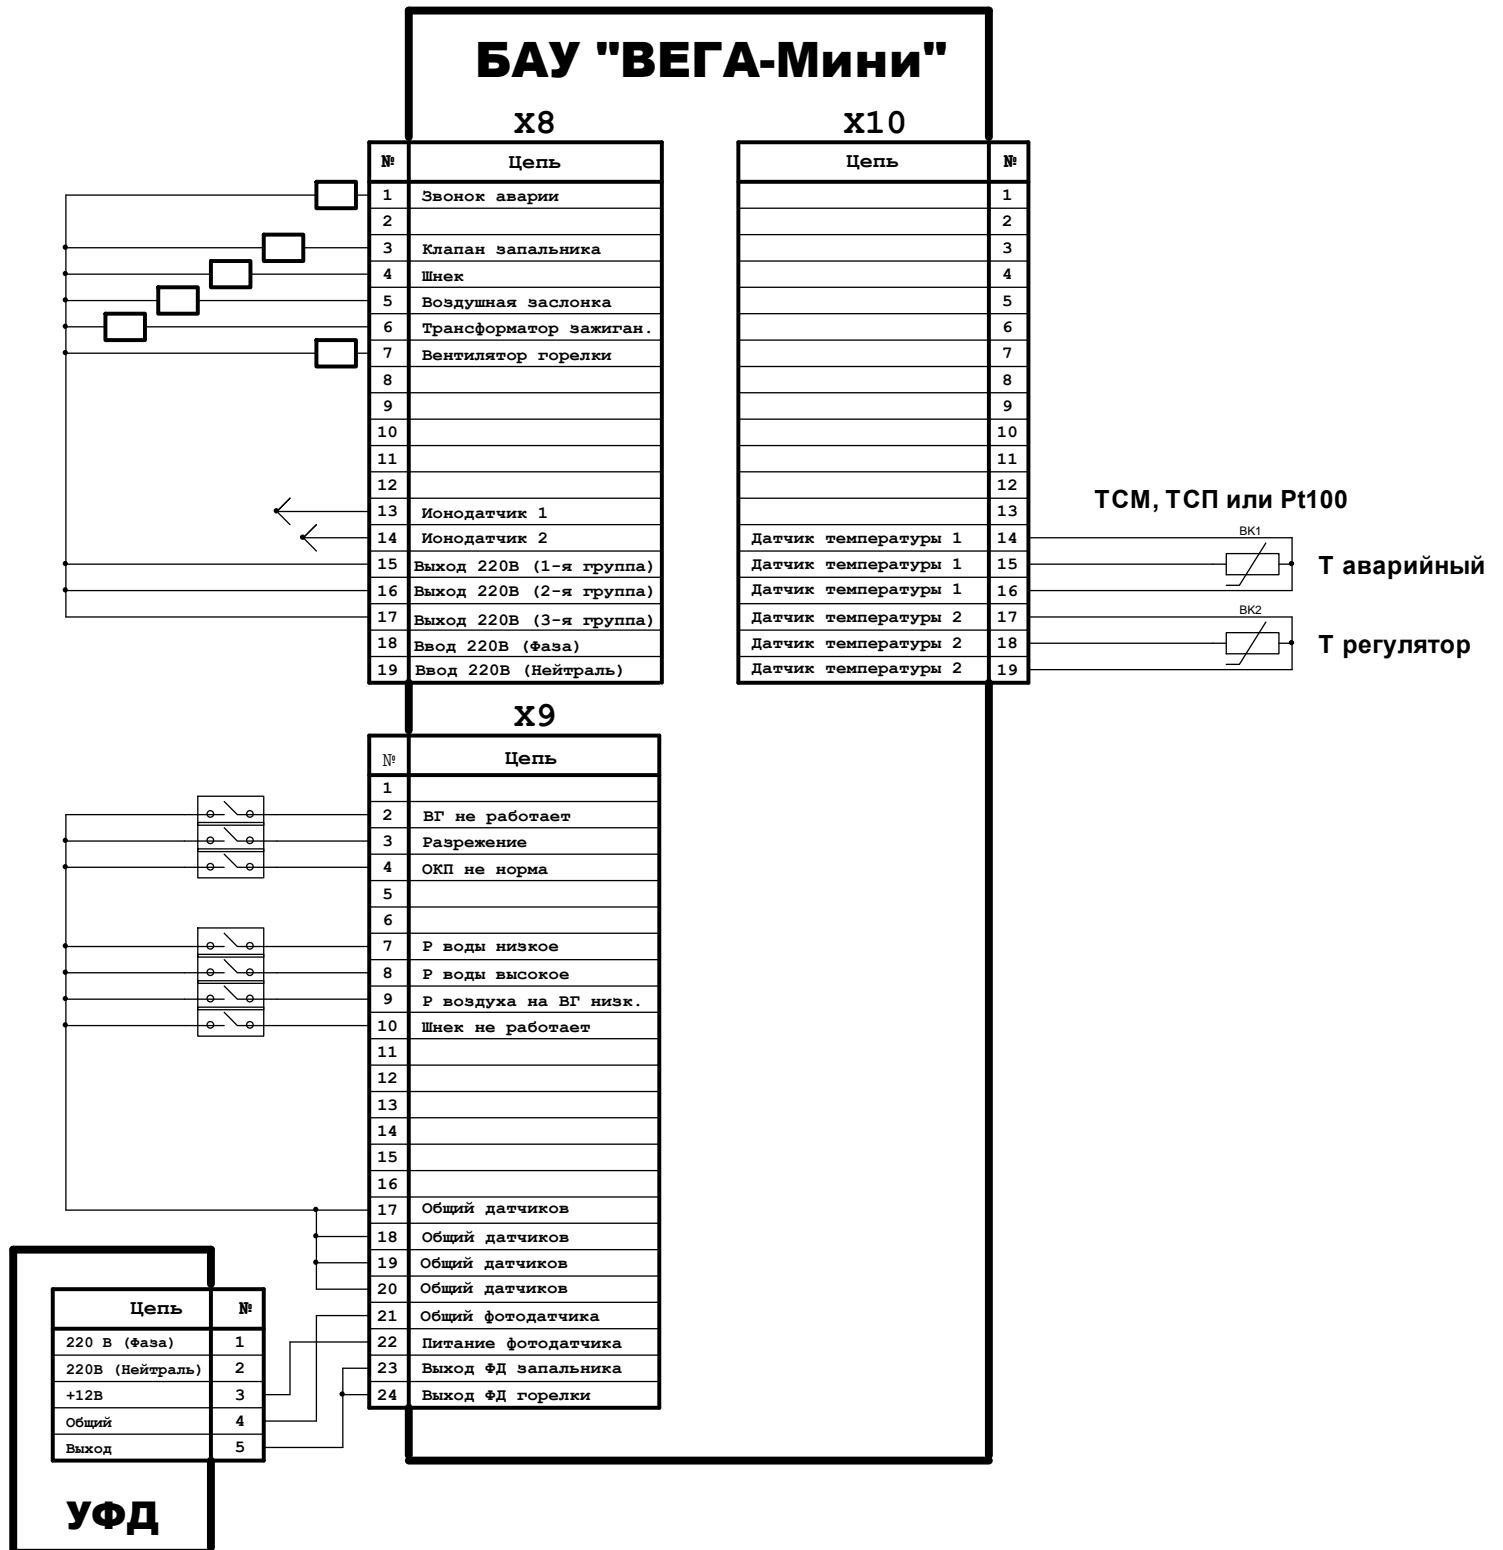 БАУ "ВЕГА-Мини"
X8
№ Цепь
1 Звонок аварии
2
3 Клапан запальника
4 Шнек
5 Воздушная заслонка
6 Трансформатор зажиган.
7 Вентилятор горелки
8
9
10
11
12
13 Ионодатчик 1
14 Ионодатчик 2
15 Выход 220В (1-я группа)
16 Выход 220В (2-я группа)
17 Выход 220В (3-я группа)
18 Ввод 220В (Фаза)
19 Ввод 220В (Нейтраль)
X10
Цепь №
1
2
3
4
5
6
7
8
9
10
11
12
13
Датчик температуры 1 14
Датчик температуры 1 15
Датчик температуры 1 16
Датчик температуры 2 17
Датчик температуры 2 18
Датчик температуры 2 19
ТСМ, ТСП или Pt100
BK1
Т аварийный
BK2
Т регулятор
X9
№ Цепь
1
2 ВГ не работает
3 Разрежение
4 ОКП не норма
5
6
7 Р воды низкое
8 Р воды высокое
9 Р воздуха на ВГ низк.
10 Шнек не работает
11
12
13
14
15
16
17 Общий датчиков
18 Общий датчиков
19 Общий датчиков
20 Общий датчиков
21 Общий фотодатчика
22 Питание фотодатчика
23 Выход ФД запальника
24 Выход ФД горелки
Цепь №
220 В (Фаза) 1
220В (Нейтраль) 2
+12В 3
Общий 4
Выход 5
УФД